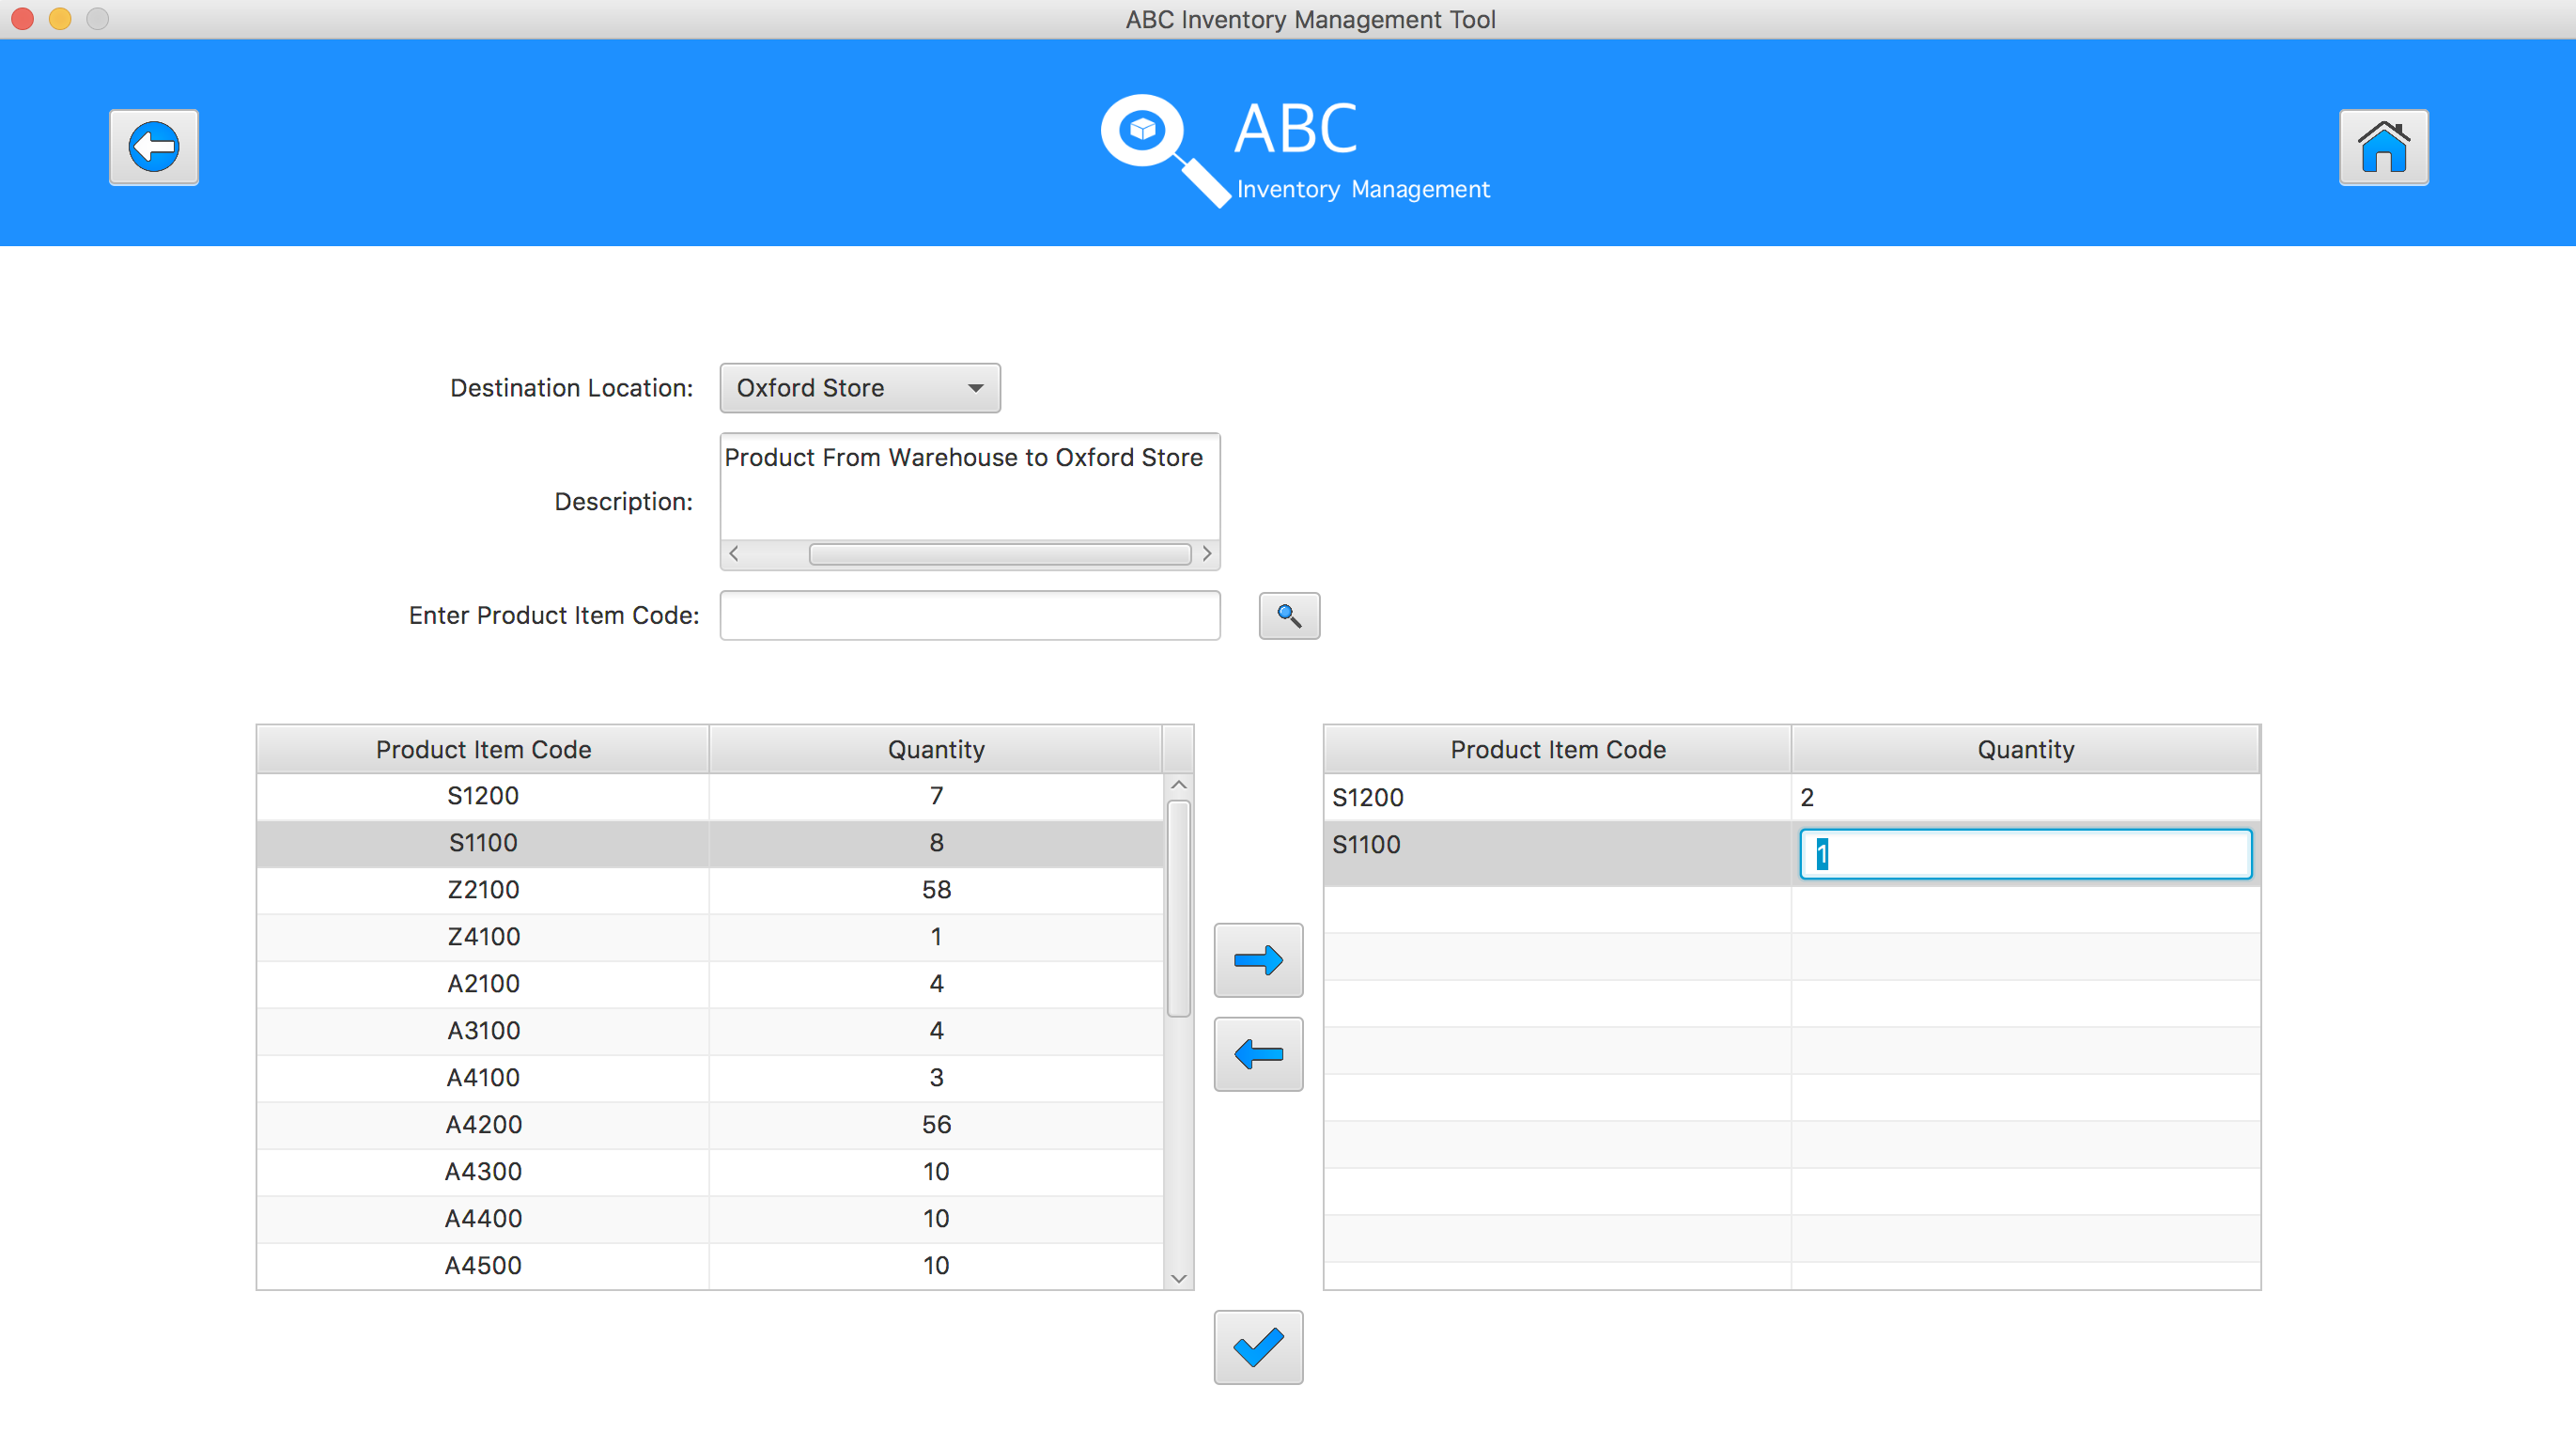 ABC Inventory Management Tool
ABC
Inventory Management
Destination Location: Oxford Store
Product From Warehouse to Oxford Store
Description:
Enter Product Item Code:
Product Item Code Quantity
S1200 7
S1100 8
Z2100 58
Z4100 1
A2100 4
A3100 4
A4100 3
A4200 56
A4300 10
A4400 10
A4500 10
Product Item Code Quantity
S1200 2
S1100 1